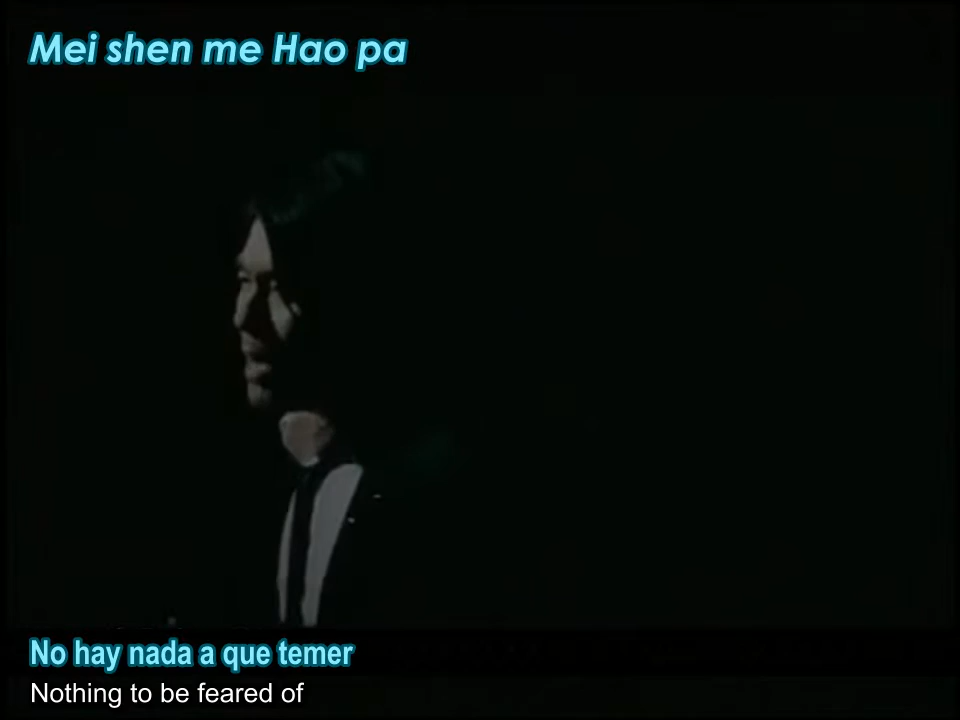 Mei shen me Hao pa
No hay nada a que temer
Nothing to be feared of